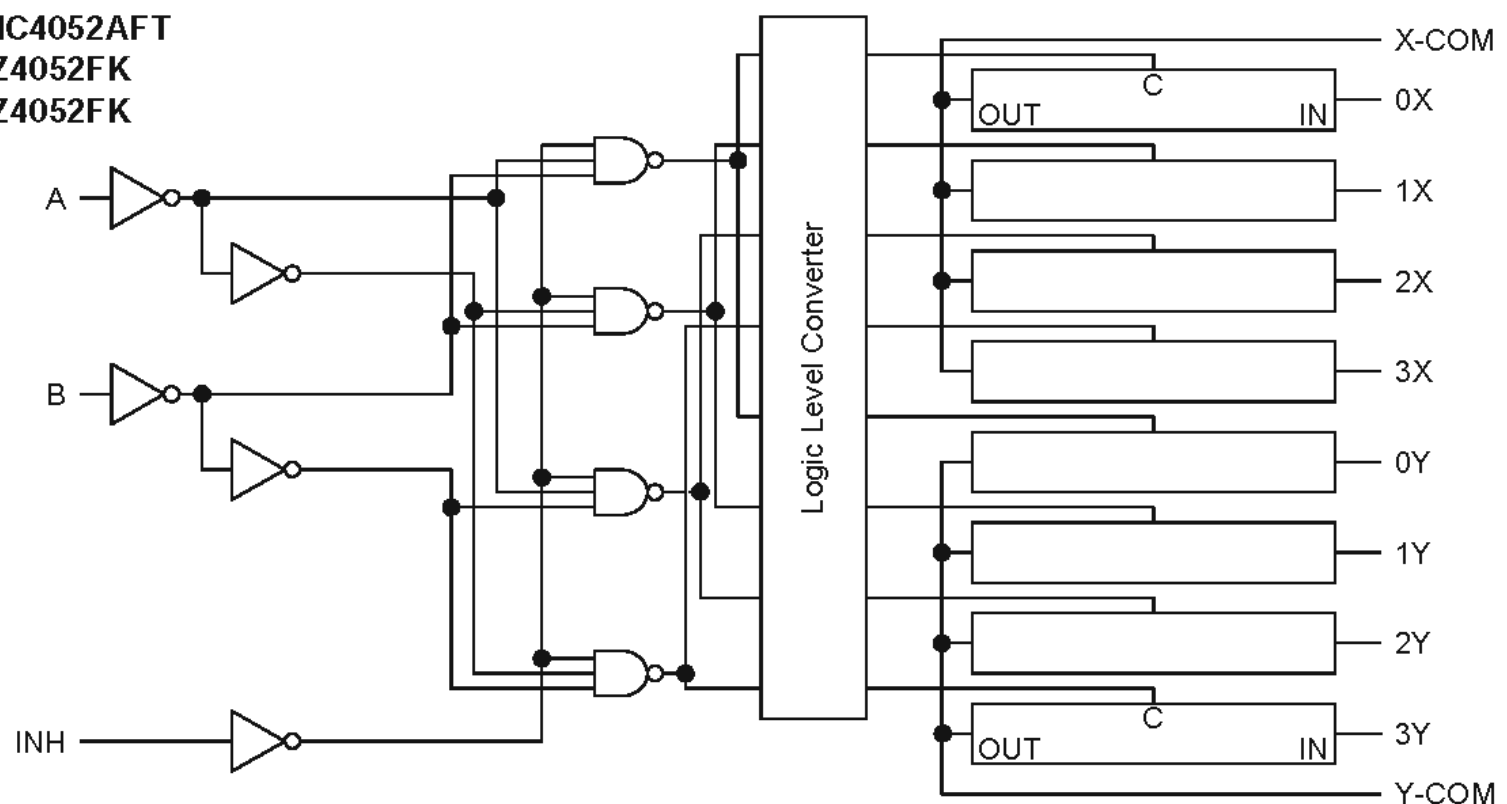 HC4052AFT
Z4052FK
Z4052FK
X-COM
C
OUT
IN
0X
1X
2X
3X
A
B
INH
Logic Level Converter
0Y
1Y
2Y
C
OUT
IN
3Y
Y-COM